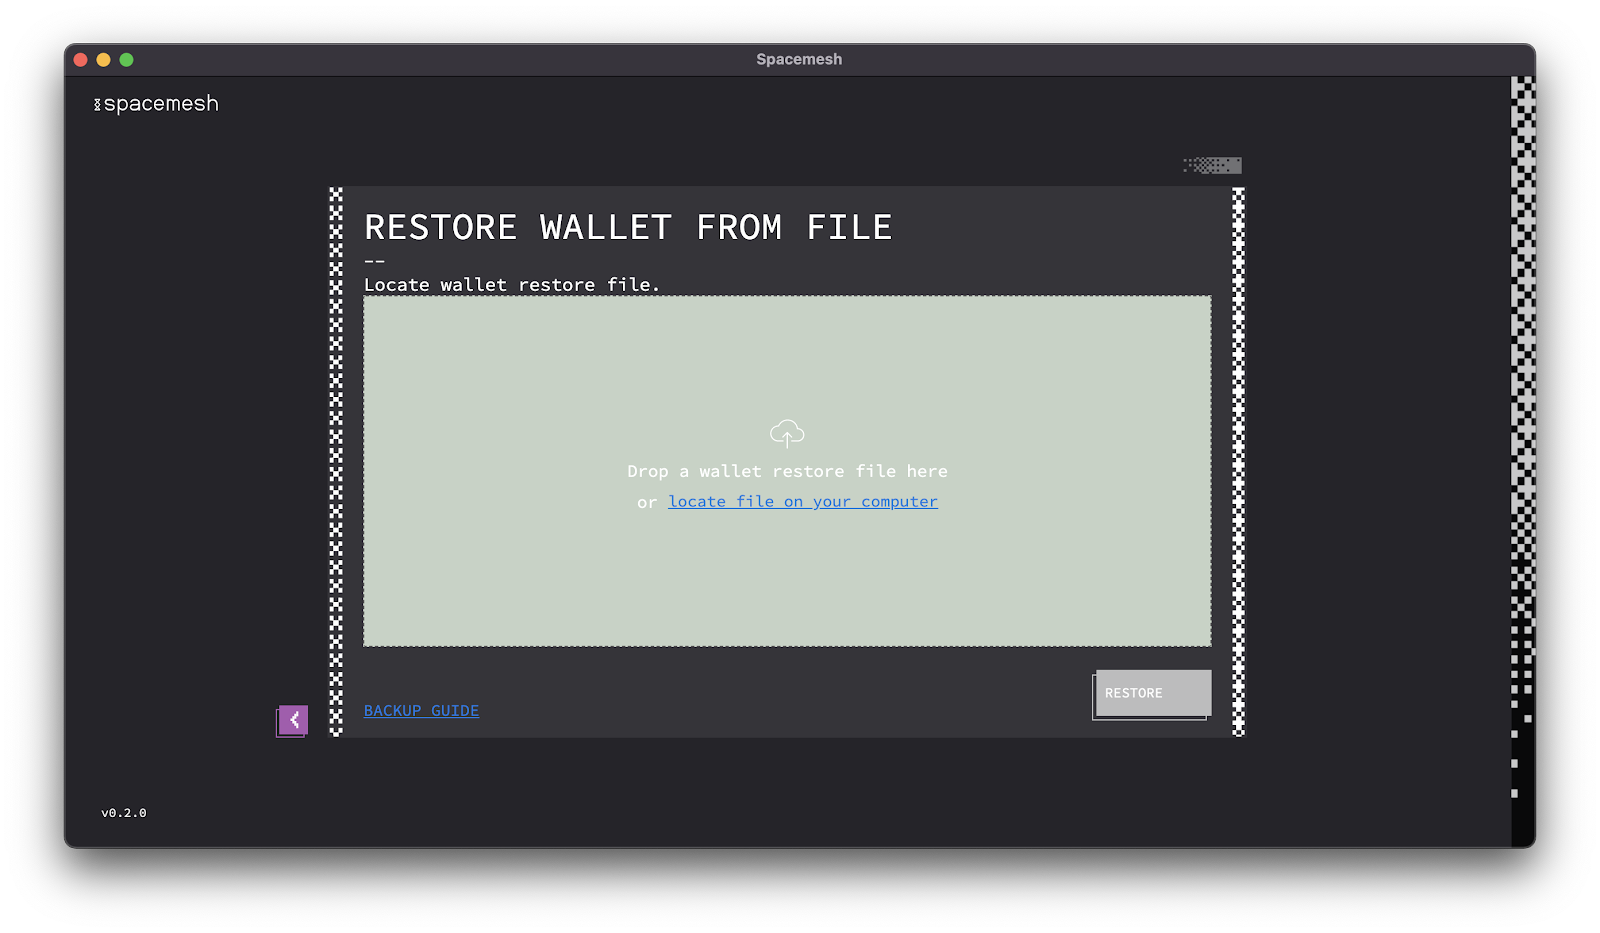 Spacemesh
spacemesh
RESTORE WALLET FROM FILE
--
Locate wallet restore file.
Drop a wallet restore file here
or locate file on your computer
RESTORE
BACKUP GUIDE
v0.2.0